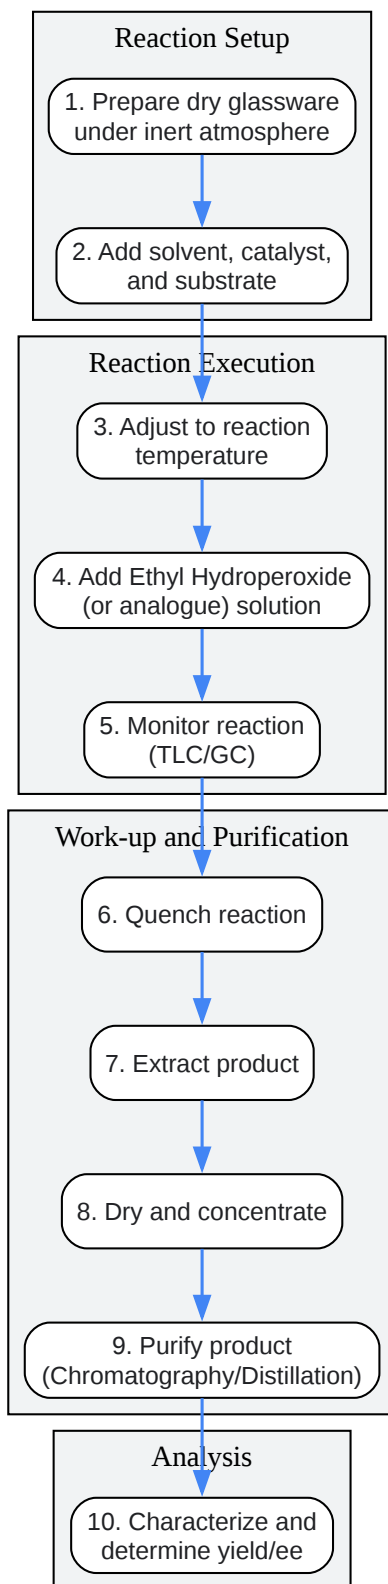 Reaction Setup
1. Prepare dry glassware
under inert atmosphere
2. Add solvent, catalyst,
and substrate
Reaction Execution
3. Adjust to reaction
temperature
4. Add Ethyl Hydroperoxide
(or analogue) solution
5. Monitor reaction
(TLC/GC)
Work-up and Purification
6. Quench reaction
7. Extract product
8. Dry and concentrate
9. Purify product
(Chromatography/Distillation)
Analysis
10. Characterize and
determine yield/ee